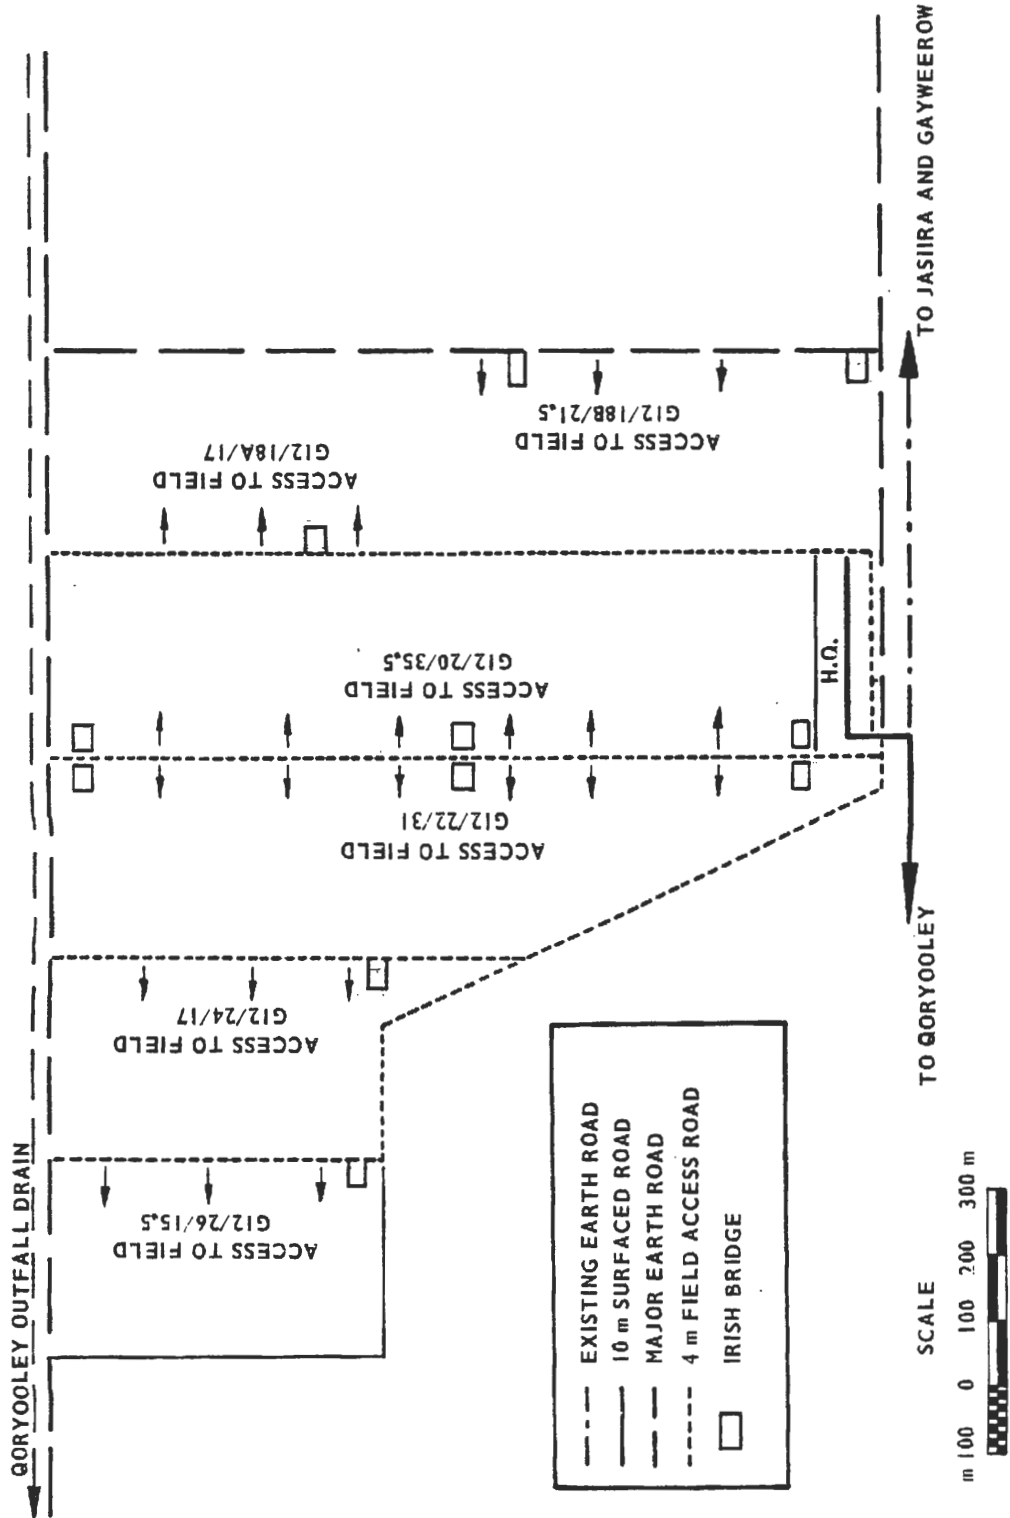 QORYOOLEY OUTFALL DRAIN
ACCESS TO FIELD
G12/26/15.5
ACCESS TO FIELD
G12/24/17
ACCESS TO FIELD
G12/22/31
ACCESS TO FIELD
G12/20/35.5
ACCESS TO FIELD
G12/18A/17
ACCESS TO FIELD
G12/18B/21.5
H.Q.
TO QORYOOLEY
TO JASIIRA AND GAYWEEROW
EXISTING EARTH ROAD
10 m SURFACED ROAD
MAJOR EARTH ROAD
4 m FIELD ACCESS ROAD
IRISH BRIDGE
SCALE
m 100 0 100 200 300 m